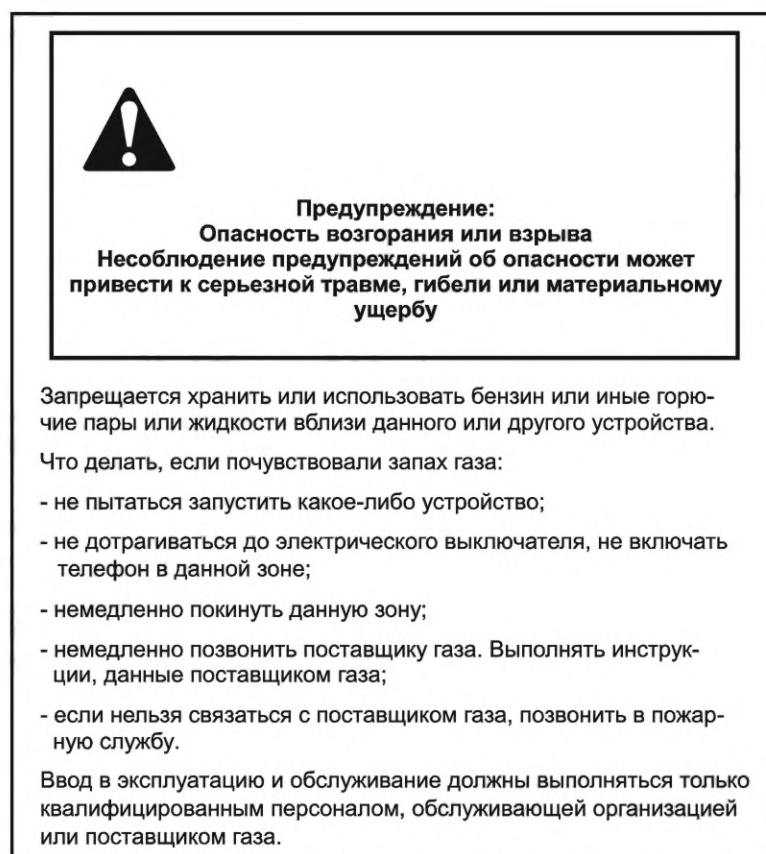 Предупреждение:
Опасность возгорания или взрыва
Несоблюдение предупреждений об опасности может
привести к серьезной травме, гибели или материальному
ущербу
Запрещается хранить или использовать бензин или иные горю-
чие пары или жидкости вблизи данного или другого устройства.
Что делать, если почувствовали запах газа:
- не пытаться запустить какое-либо устройство;
- не дотрагиваться до электрического выключателя, не включать
телефон в данной зоне;
- немедленно покинуть данную зону;
- немедленно позвонить поставщику газа. Выполнять инструк-
ции, данные поставщиком газа;
- если нельзя связаться с поставщиком газа, позвонить в пожар-
ную службу.
Ввод в эксплуатацию и обслуживание должны выполняться только
квалифицированным персоналом, обслуживающей организацией
или поставщиком газа.